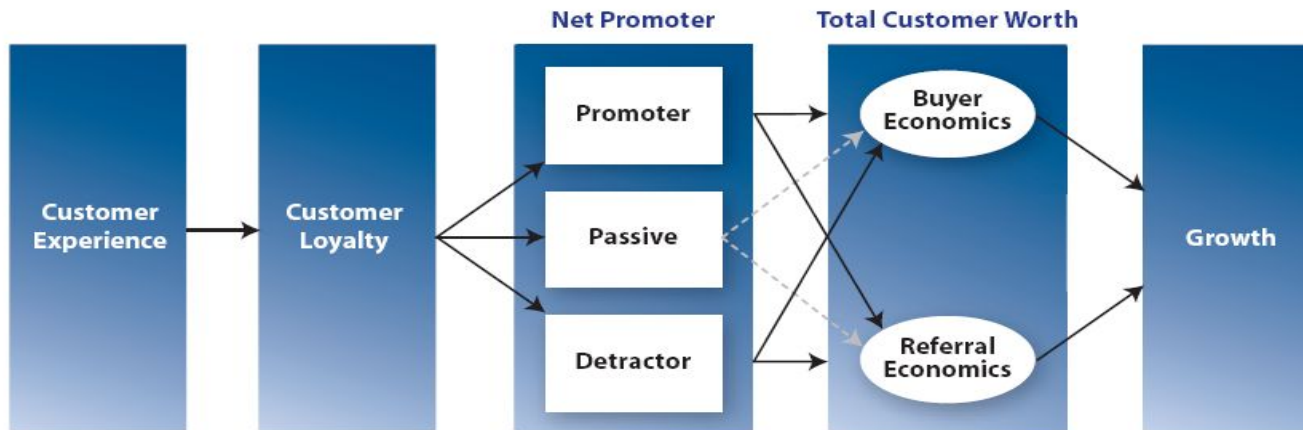 Net Promoter
Total Customer Worth
Customer
Experience
Customer
Loyalty
Promoter
Passive
Detractor
Buyer
Economics
Referral
Economics
Growth